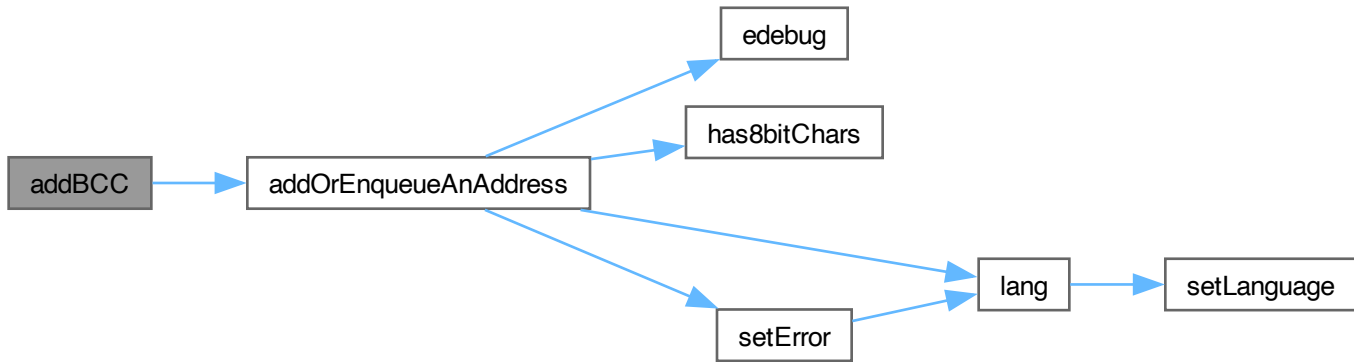 edebug
has8bitChars
addBCC
addOrEnqueueAnAddress
lang
setLanguage
setError